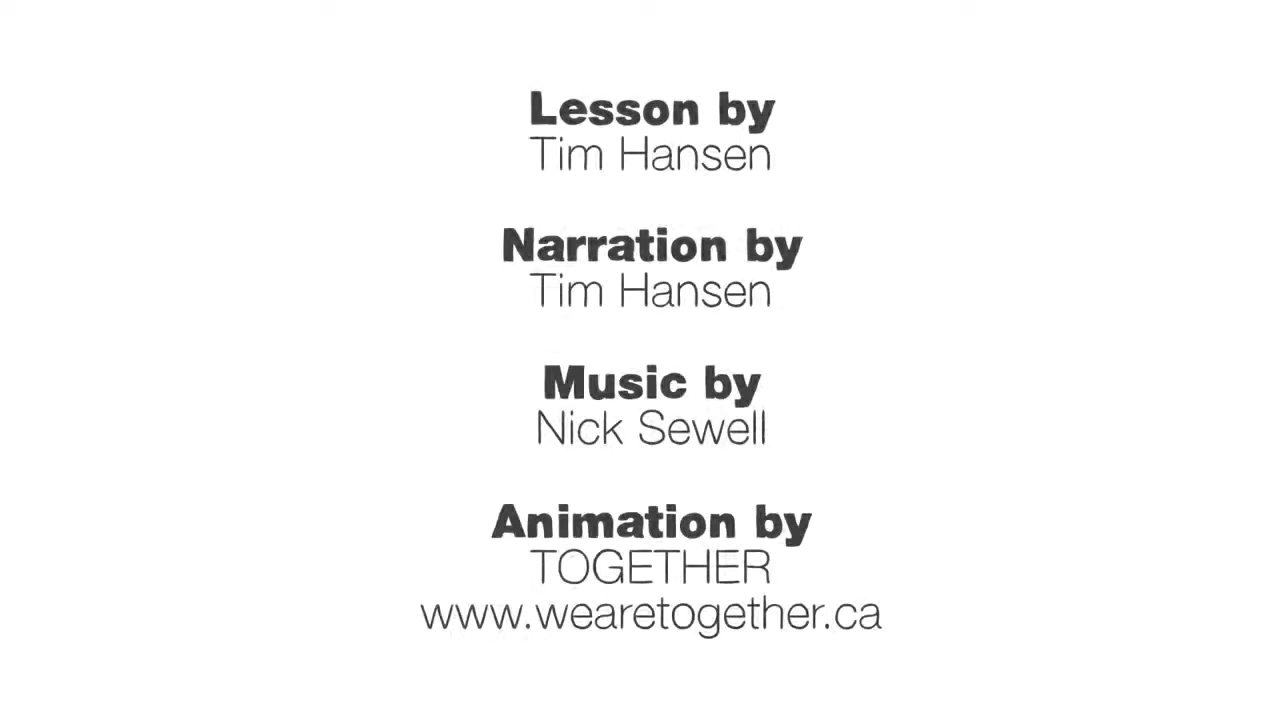 Lesson by
Tim Hansen
Narration by
Tim Hansen
Music by
Nick Sewell
Animation by
TOGETHER
www.wearetogether.ca